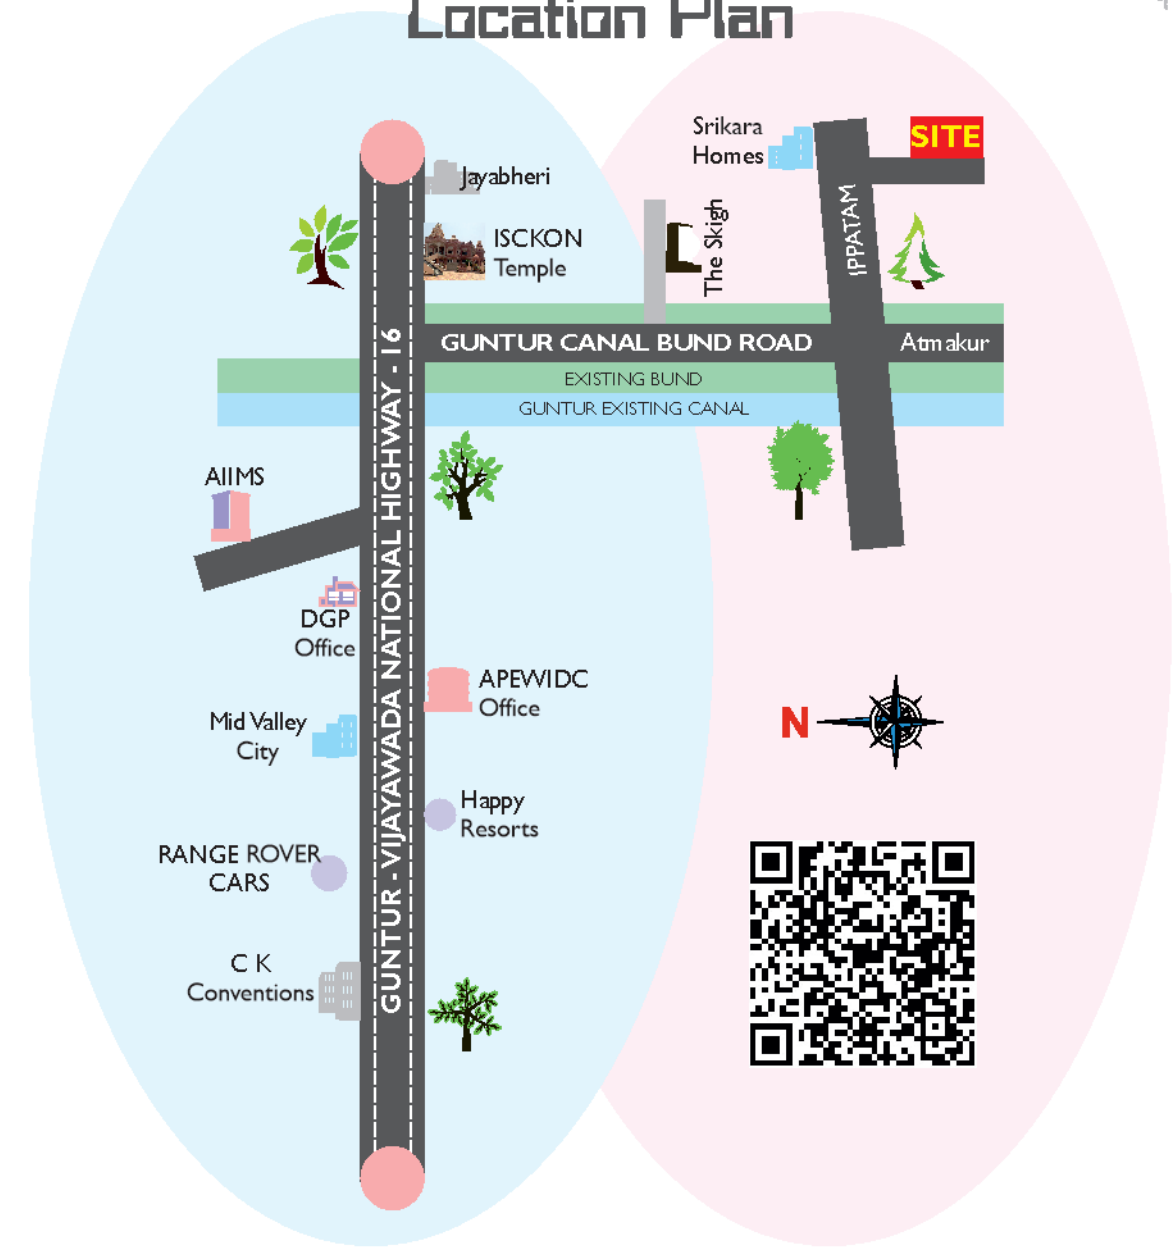 Location Plan
Srikara
Homes
SITE
Jayabheri
IPPATAM
The Skigh
ISCKON
Temple
GUNTUR CANAL BUND ROAD
Atmakur
EXISTING BUND
GUNTUR EXISTING CANAL
GUNTUR - VIJAYAWADA NATIONAL HIGHWAY - 16
AIIMS
DGP
Office
APEWIDC
Office
Mid Valley
City
N
Happy
Resorts
RANGE ROVER
CARS
C K
Conventions